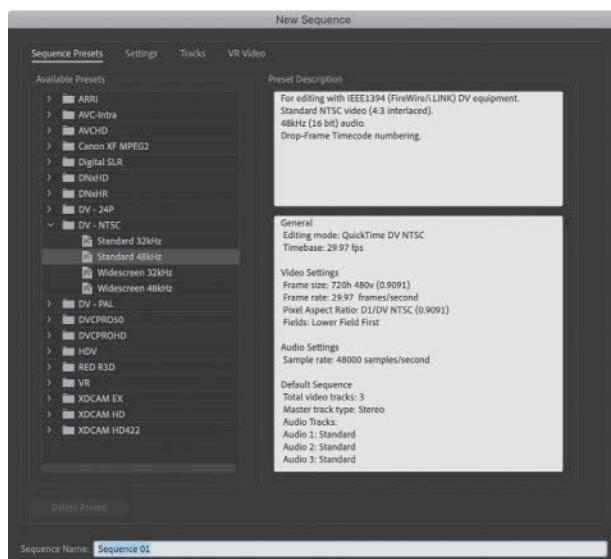 New Sequence
Sequence Presets Settings Tracks VR Video
Available Presets
ARRI
AVC-Intra
AVCHD
Canon XF MPEG2
Digital SLR
DNxHD
DNxHR
DV - 24P
DV - NTSC
Standard 32kHz
Standard 48kHz
Widescreen 32kHz
Widescreen 48kHz
DV - PAL
DVCPRO50
DVCPROHD
HDV
RED R3D
VR
XDCAM EX
XDCAM HD
XDCAM HD422
Delete Preset
Preset Description
For editing with IEEE1394 (FireWire/i.LINK) DV equipment.
Standard NTSC video (4:3 interlaced).
48kHz (16 bit) audio.
Drop-Frame Timecode numbering.
General
Editing mode: QuickTime DV NTSC
Timebase: 29.97 fps
Video Settings
Frame size: 720h 480v (0.9091)
Frame rate: 29.97 frames/second
Pixel Aspect Ratio: D1/DV NTSC (0.9091)
Fields: Lower Field First
Audio Settings
Sample rate: 48000 samples/second
Default Sequence
Total video tracks: 3
Master track type: Stereo
Audio Tracks:
Audio 1: Standard
Audio 2: Standard
Audio 3: Standard
Sequence Name: Sequence 01